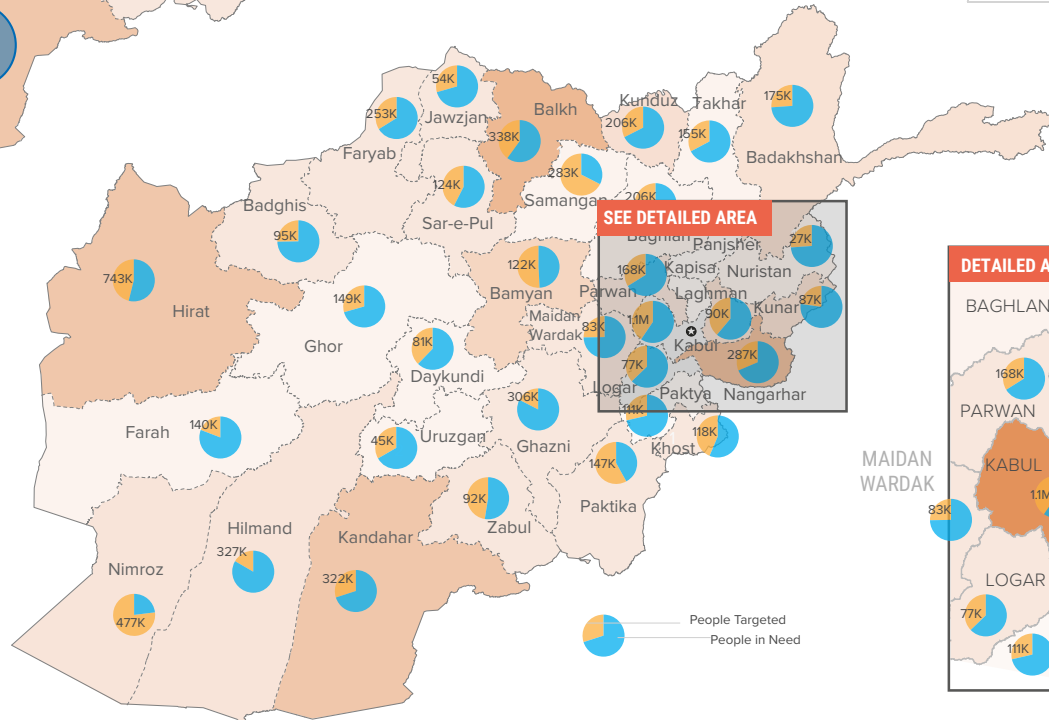 54K
Jawzjan
253K
Faryab
Balkh
338K
Kunduz
206K
Takhar
155K
175K
Badakhshan
124K
Sar-e-Pul
283K
Samangan
206K
SEE DETAILED AREA
Baghlan
Panjsher
27K
Badghis
95K
743K
Hirat
149K
Ghor
122K
Bamyan
168K
Kapisa
Nuristan
Parwan
Laghman
Maidan
Wardak
83K
1.1M
90K
Kunar
87K
Kabul
81K
Daykundi
77K
287K
Logar
Paktya
Nangarhar
306K
Ghazni
111K
118K
Khost
Farah
140K
45K
Uruzgan
147K
Paktika
92K
Zabul
Hilmand
327K
Kandahar
322K
Nimroz
477K
People Targeted
People in Need
DETAILED A
BAGHLAN
168K
PARWAN
MAIDAN
WARDAK
KABUL
1.1M
83K
LOGAR
77K
111K